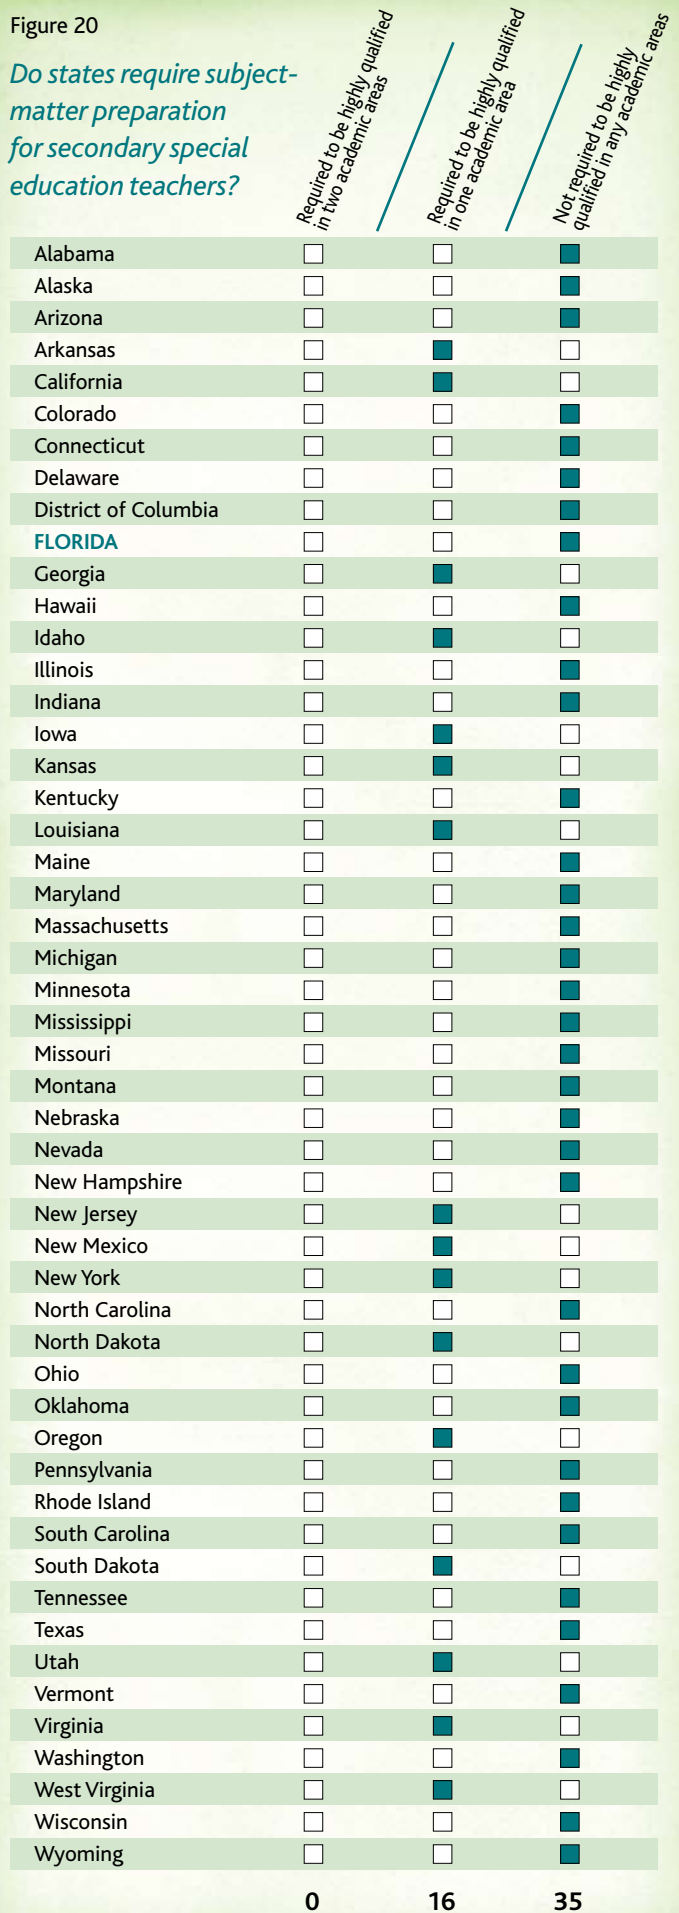 Figure 20
Do states require subject-
matter preparation
for secondary special
education teachers?
Required to be highly qualified
in two academic areas
Required to be highly qualified
in one academic area
Not required to be highly
qualified in any academic areas
Alabama
Alaska
Arizona
Arkansas
California
Colorado
Connecticut
Delaware
District of Columbia
FLORIDA
Georgia
Hawaii
Idaho
Illinois
Indiana
Iowa
Kansas
Kentucky
Louisiana
Maine
Maryland
Massachusetts
Michigan
Minnesota
Mississippi
Missouri
Montana
Nebraska
Nevada
New Hampshire
New Jersey
New Mexico
New York
North Carolina
North Dakota
Ohio
Oklahoma
Oregon
Pennsylvania
Rhode Island
South Carolina
South Dakota
Tennessee
Texas
Utah
Vermont
Virginia
Washington
West Virginia
Wisconsin
Wyoming
0 16 35